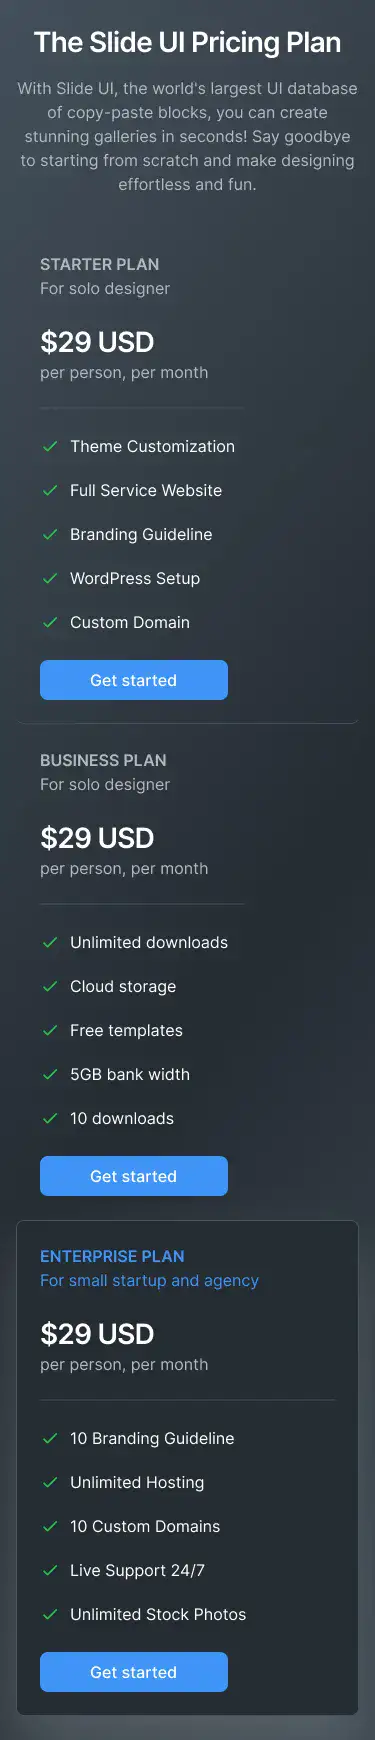 The Slide UI Pricing Plan
With Slide UI, the world's largest UI database
of copy-paste blocks, you can create
stunning galleries in seconds! Say goodbye
to starting from scratch and make designing
effortless and fun.
STARTER PLAN
For solo designer
$29 USD
per person, per month
Theme Customization
Full Service Website
Branding Guideline
WordPress Setup
Custom Domain
Get started
BUSINESS PLAN
For solo designer
$29 USD
per person, per month
Unlimited downloads
Cloud storage
Free templates
5GB bank width
10 downloads
Get started
ENTERPRISE PLAN
For small startup and agency
$29 USD
per person, per month
10 Branding Guideline
Unlimited Hosting
10 Custom Domains
Live Support 24/7
Unlimited Stock Photos
Get started